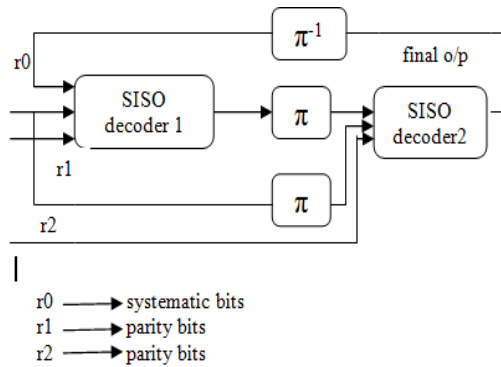 π-1
r0
final o/p
SISO
decoder 1
π
SISO
decoder2
r1
π
r2
r0 systematic bits
r1 parity bits
r2 parity bits